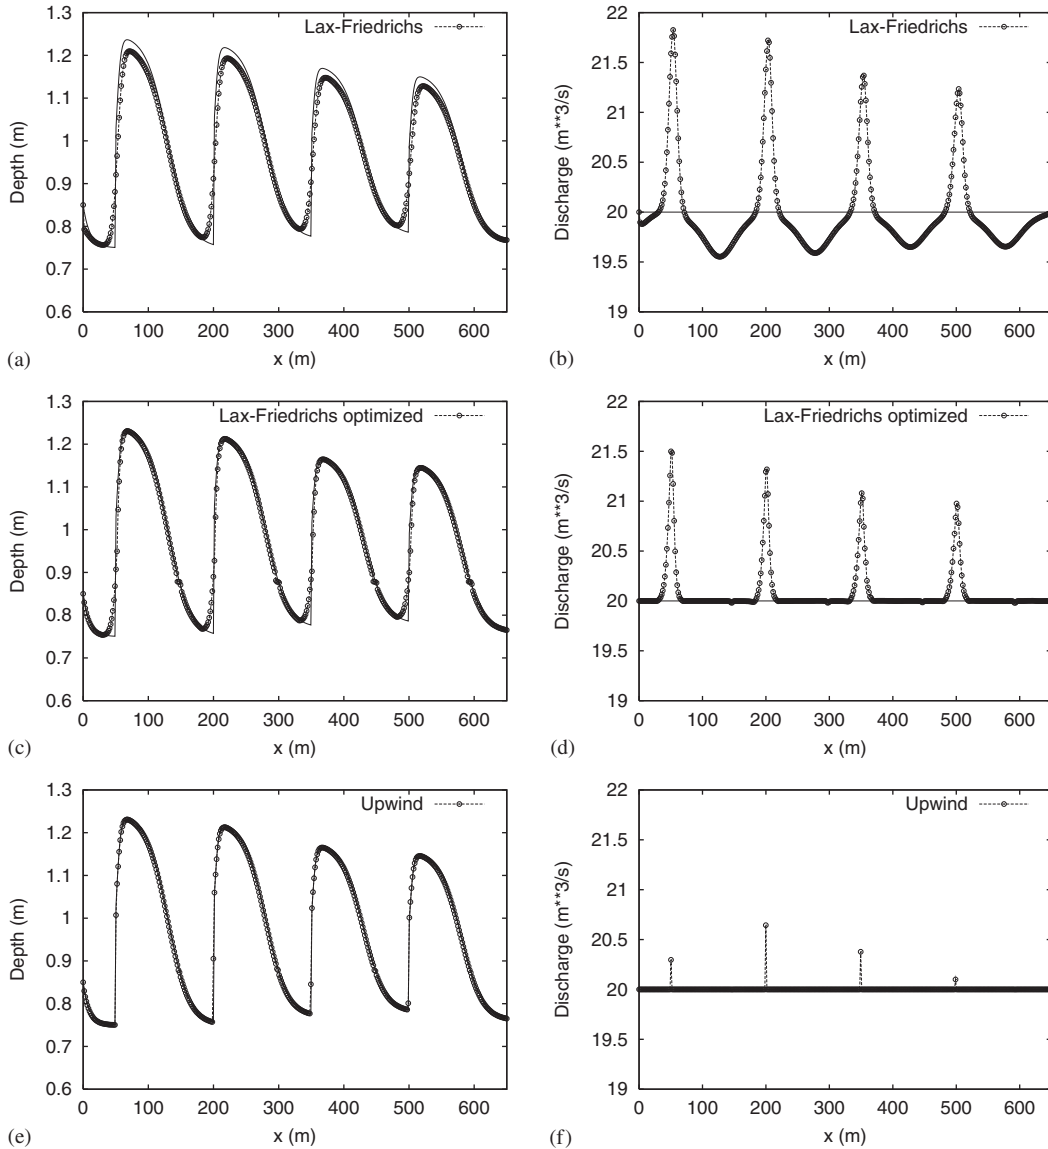 Lax-Friedrichs
1.3
1.2
1.1
1
0.9
0.8
0.7
0.6
Depth (m)
0 100 200 300 400 500 600
x (m)
(a)
Lax-Friedrichs
22
21.5
21
20.5
20
19.5
19
Discharge (m**3/s)
0 100 200 300 400 500 600
x (m)
(b)
Lax-Friedrichs optimized
1.3
1.2
1.1
1
0.9
0.8
0.7
0.6
Depth (m)
0 100 200 300 400 500 600
x (m)
(c)
Lax-Friedrichs optimized
22
21.5
21
20.5
20
19.5
19
Discharge (m**3/s)
0 100 200 300 400 500 600
x (m)
(d)
Upwind
1.3
1.2
1.1
1
0.9
0.8
0.7
0.6
Depth (m)
0 100 200 300 400 500 600
x (m)
(e)
Upwind
22
21.5
21
20.5
20
19.5
19
Discharge (m**3/s)
0 100 200 300 400 500 600
x (m)
(f)